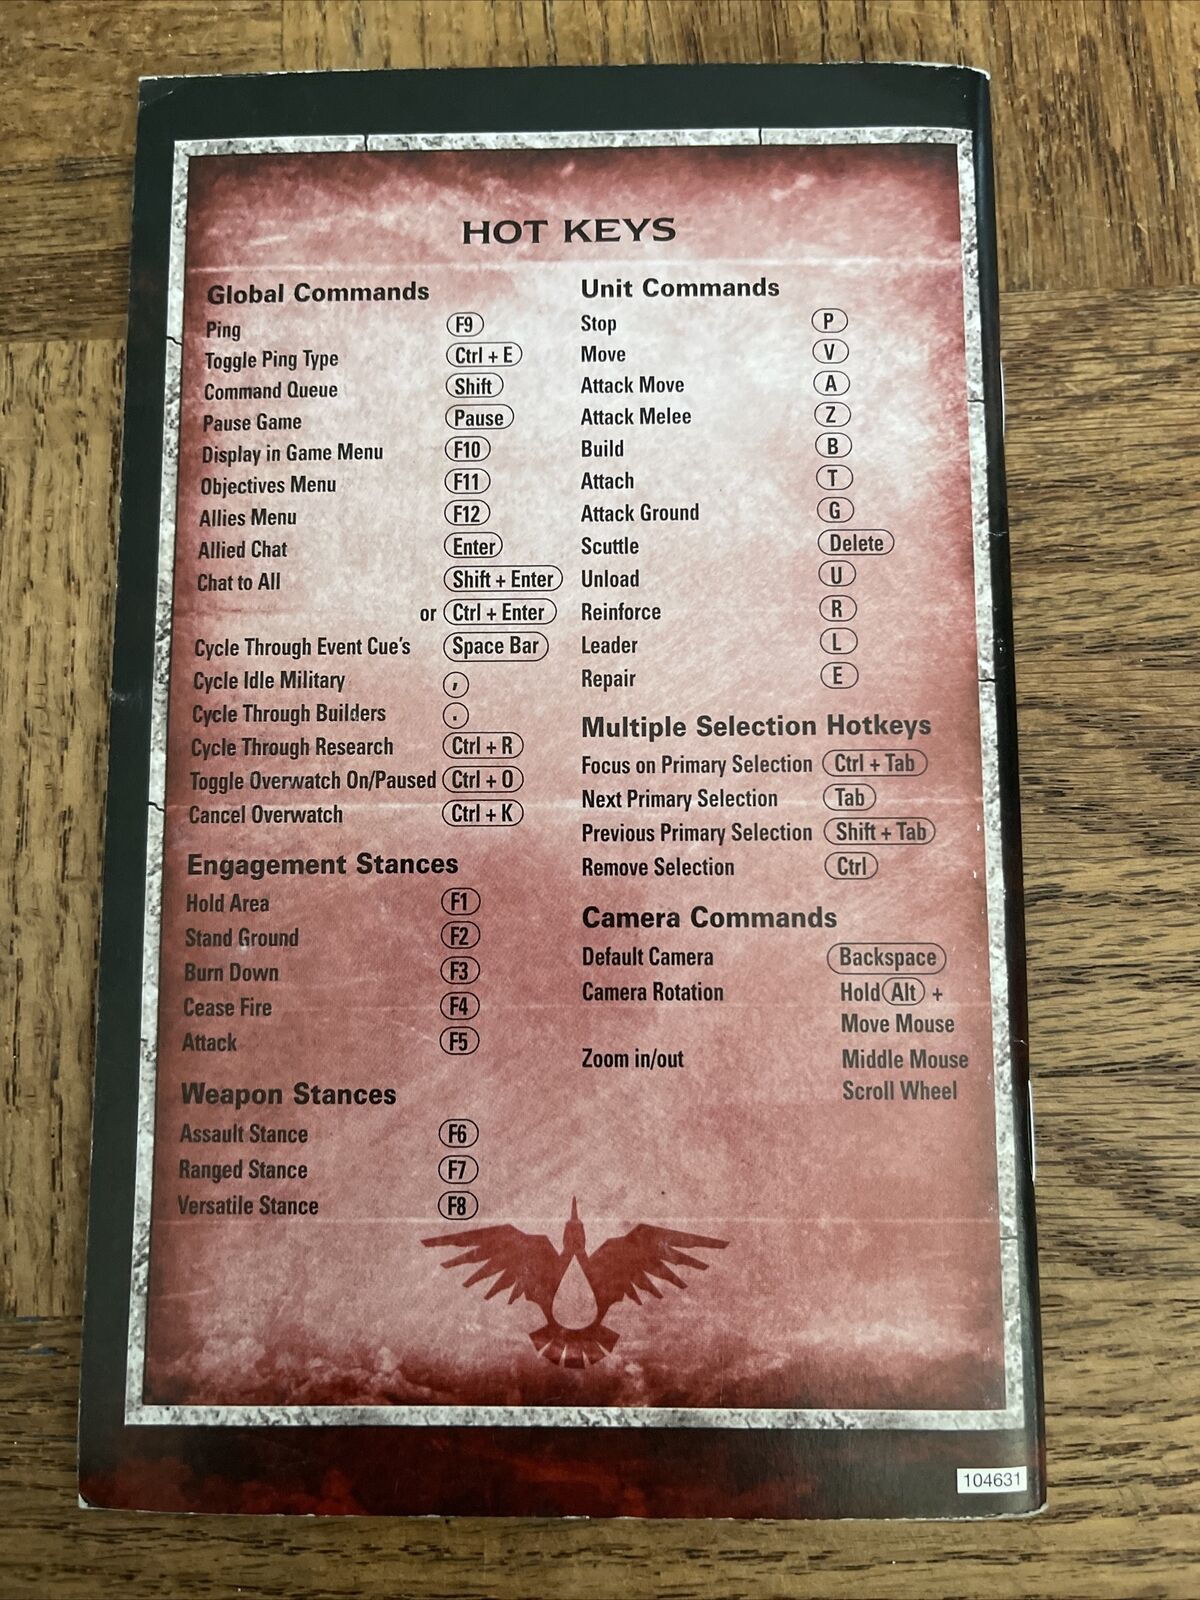 HOT KEYS
Global Commands
Ping F9
Toggle Ping Type Ctrl + E
Command Queue Shift
Pause Game Pause
Display in Game Menu F10
Objectives Menu F11
Allies Menu F12
Allied Chat Enter
Chat to All Shift + Enter
or Ctrl + Enter
Cycle Through Event Cue's Space Bar
Cycle Idle Military ,
Cycle Through Builders .
Cycle Through Research Ctrl + R
Toggle Overwatch On/Paused Ctrl + O
Cancel Overwatch Ctrl + K
Engagement Stances
Hold Area F1
Stand Ground F2
Burn Down F3
Cease Fire F4
Attack F5
Weapon Stances
Assault Stance F6
Ranged Stance F7
Versatile Stance F8
Unit Commands
Stop P
Move V
Attack Move A
Attack Melee Z
Build B
Attach T
Attack Ground G
Scuttle Delete
Unload U
Reinforce R
Leader L
Repair E
Multiple Selection Hotkeys
Focus on Primary Selection Ctrl + Tab
Next Primary Selection Tab
Previous Primary Selection Shift + Tab
Remove Selection Ctrl
Camera Commands
Default Camera Backspace
Camera Rotation Hold Alt +
Move Mouse
Zoom in/out Middle Mouse
Scroll Wheel
104631